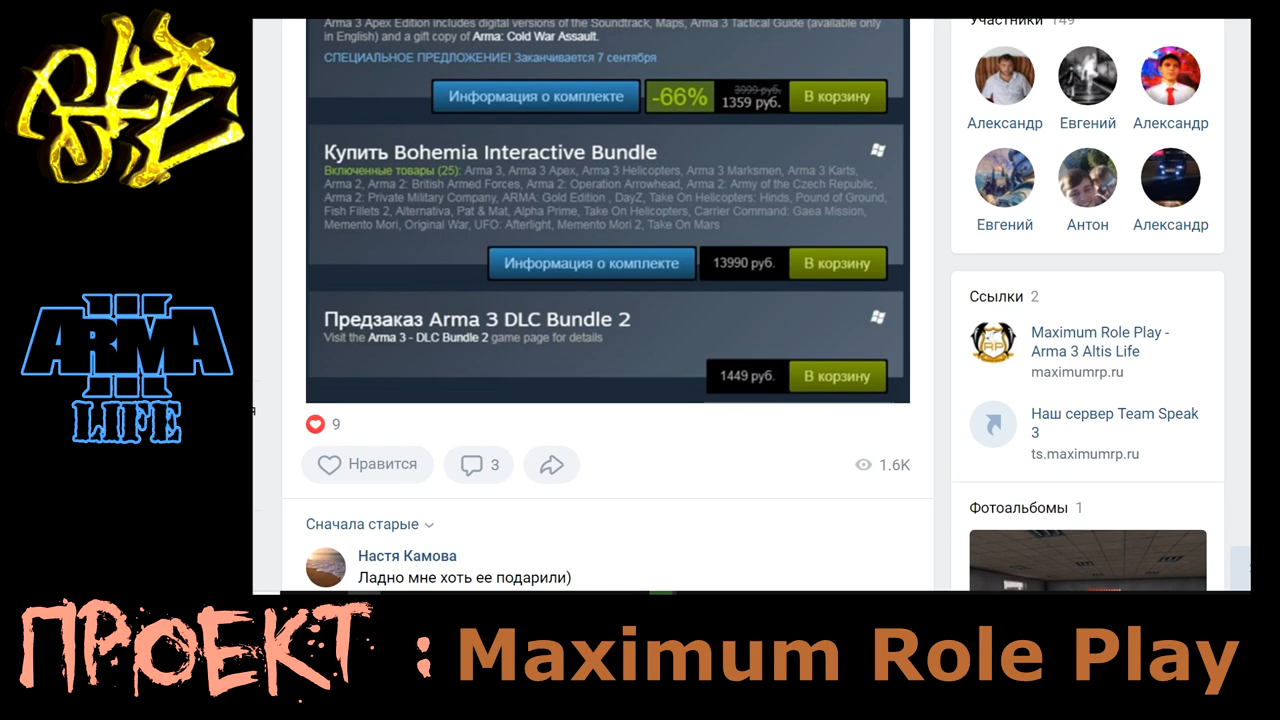 Arma 3 Apex Edition includes digital versions of the Soundtrack, Maps, Arma 3 Tactical Guide (available only
in English) and a gift copy of Arma: Cold War Assault.
СПЕЦИАЛЬНОЕ ПРЕДЛОЖЕНИЕ! Заканчивается 7 сентября
Информация о комплекте
-66%
3999 руб.
1359 руб.
В корзину
Купить Bohemia Interactive Bundle
Включенные товары (25): Arma 3, Arma 3 Apex, Arma 3 Helicopters, Arma 3 Marksmen, Arma 3 Karts,
Arma 2, Arma 2: British Armed Forces, Arma 2: Operation Arrowhead, Arma 2: Army of the Czech Republic,
Arma 2: Private Military Company, ARMA: Gold Edition , DayZ, Take On Helicopters: Hinds, Pound of Ground,
Fish Fillets 2, Alternativa, Pat & Mat, Alpha Prime, Take On Helicopters, Carrier Command: Gaea Mission,
Memento Mori, Original War, UFO: Afterlight, Memento Mori 2, Take On Mars
Информация о комплекте
13990 руб.
В корзину
Предзаказ Arma 3 DLC Bundle 2
Visit the Arma 3 - DLC Bundle 2 game page for details
1449 руб.
В корзину
9
Нравится
3
1.6K
Сначала старые
Настя Камова
Ладно мне хоть ее подарили)
Участники 149
Александр
Евгений
Александр
Евгений
Антон
Александр
Ссылки 2
RP
Maximum Role Play -
Arma 3 Altis Life
maximumrp.ru
Наш сервер Team Speak
3
ts.maximumrp.ru
Фотоальбомы 1
III
ARMA
III
LIFE
ПРОЕКТ : Maximum Role Play